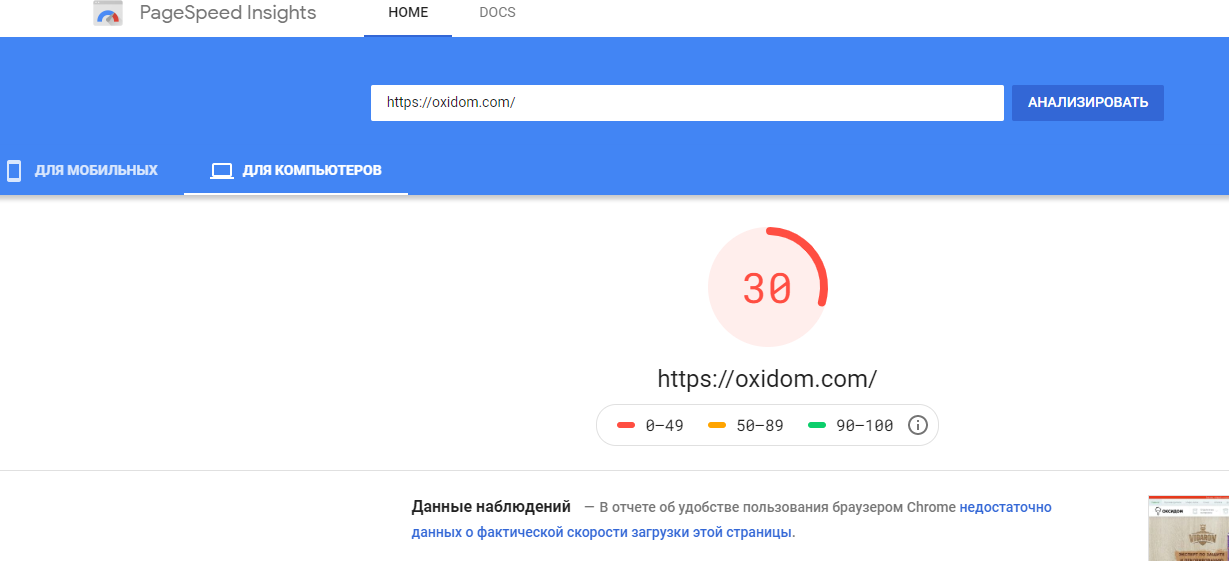 PageSpeed Insights
HOME
DOCS
https://oxidom.com/
АНАЛИЗИРОВАТЬ
ДЛЯ МОБИЛЬНЫХ
ДЛЯ КОМПЬЮТЕРОВ
30
https://oxidom.com/
0–49
50–89
90–100
Данные наблюдений — В отчете об удобстве пользования браузером Chrome недостаточно
данных о фактической скорости загрузки этой страницы.
ОКСИДОМ
VIDARON